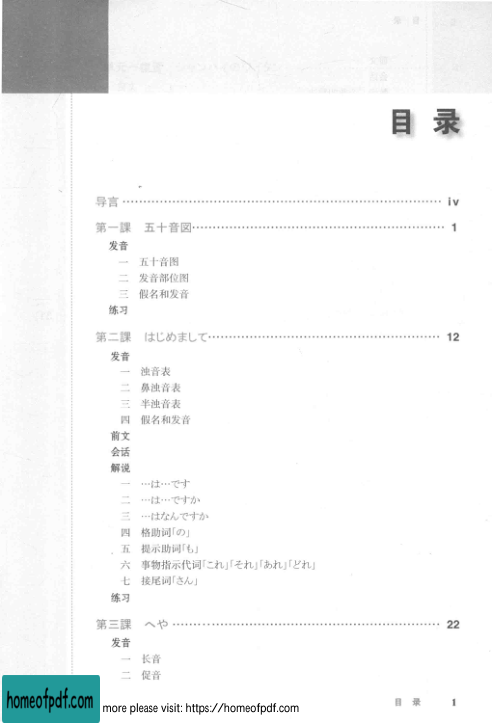 目 录
导言 iv
第一課 五十音図 1
发音
一 五十音图
二 发音部位图
三 假名和发音
练习
第二課 はじめまして 12
发音
一 浊音表
二 鼻浊音表
三 半浊音表
四 假名和发音
前文
会话
解说
一 …は…です
二 …は…ですか
三 …はなんですか
四 格助词「の」
五 提示助词「も」
六 事物指示代词「これ」「それ」「あれ」「どれ」
七 接尾词「さん」
练习
第三課 へや 22
发音
一 长音
二 促音
目 录 1
homeofpdf.com
more please visit: https://homeofpdf.com